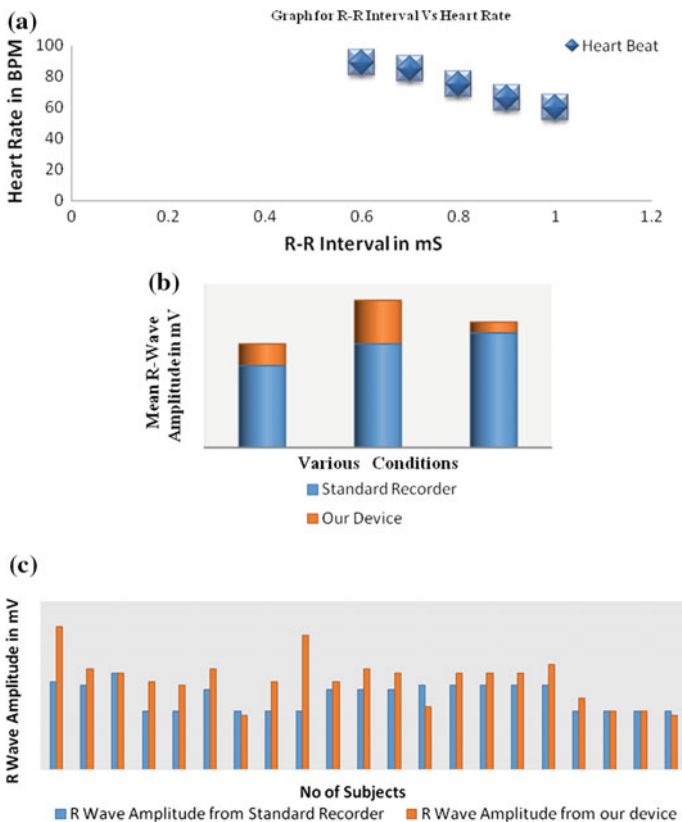 (a)
Graph for R-R Interval Vs Heart Rate
Heart Rate in BPM
100
80
60
40
20
0
Heart Beat
0 0.2 0.4 0.6 0.8 1 1.2
R-R Interval in mS
(b)
Mean R-Wave
Amplitude in mV
Various Conditions
Standard Recorder
Our Device
(c)
R Wave Amplitude in mV
No of Subjects
R Wave Amplitude from Standard Recorder R Wave Amplitude from our device